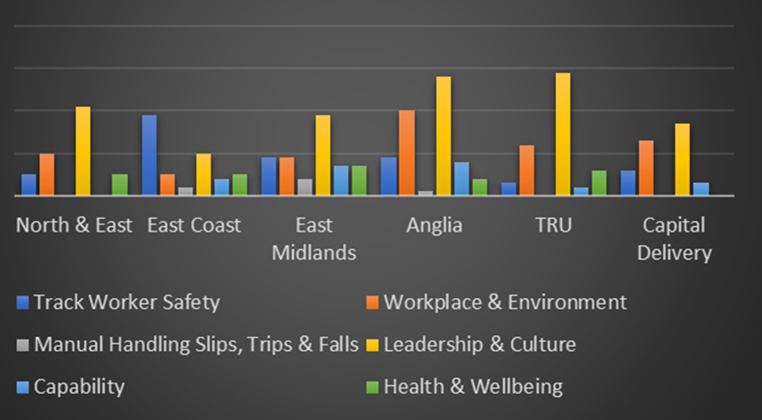 North & East East Coast East Anglia TRU Capital
Midlands Delivery
Track Worker Safety Workplace & Environment
Manual Handling Slips, Trips & Falls Leadership & Culture
Capability Health & Wellbeing